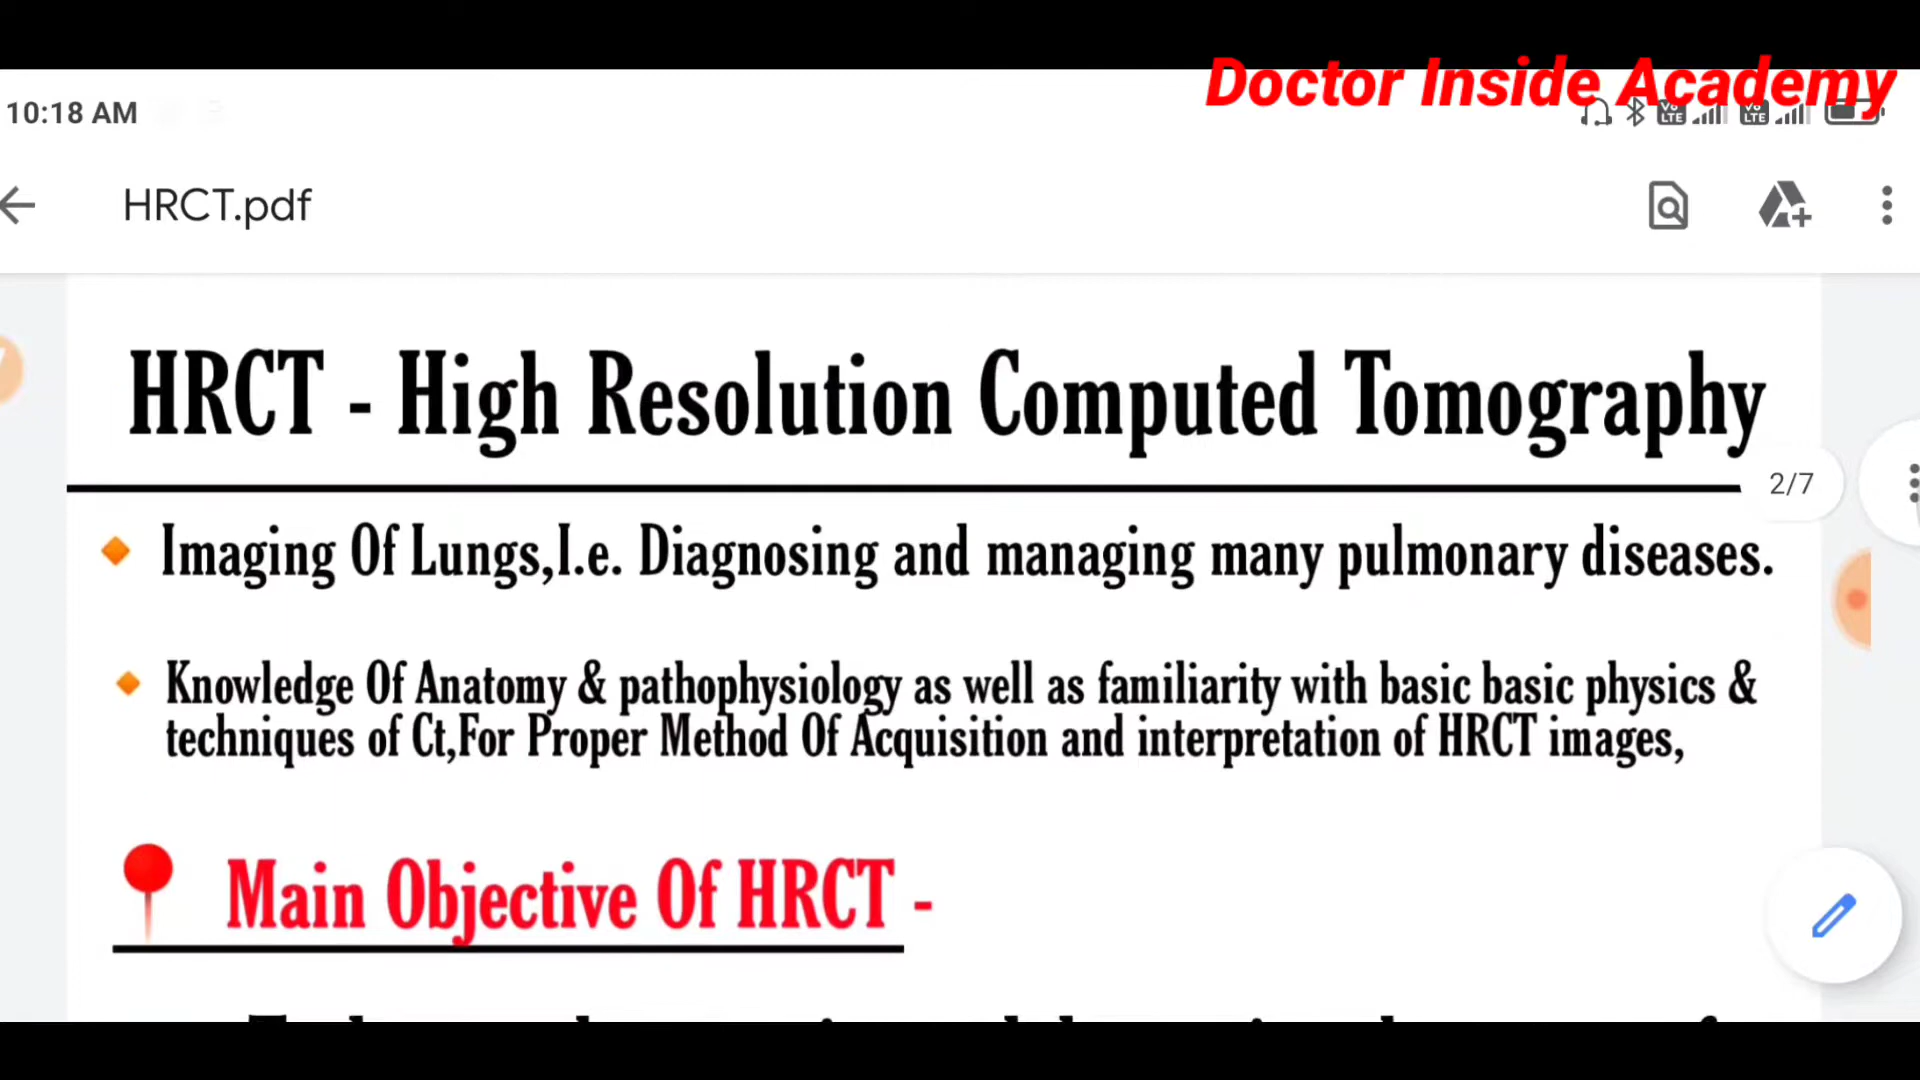 Doctor Inside Academy
10:18 AM
HRCT.pdf
HRCT - High Resolution Computed Tomography
2/7
Imaging Of Lungs,I.e. Diagnosing and managing many pulmonary diseases.
Knowledge Of Anatomy & pathophysiology as well as familiarity with basic basic physics &
techniques of Ct,For Proper Method Of Acquisition and interpretation of HRCT images,
Main Objective Of HRCT -